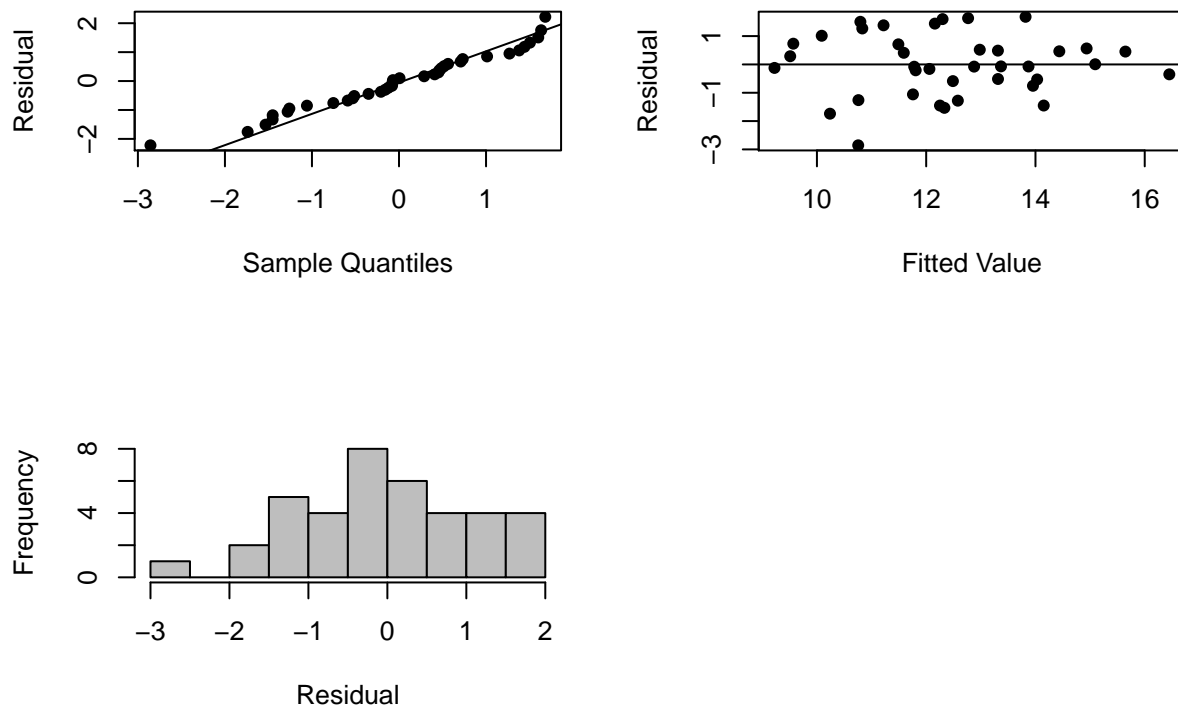 Residual
2
0
−2
−3 −2 −1 0 1
Sample Quantiles
Residual
1
−1
−3
10 12 14 16
Fitted Value
Frequency
8
4
0
−3 −2 −1 0 1 2
Residual